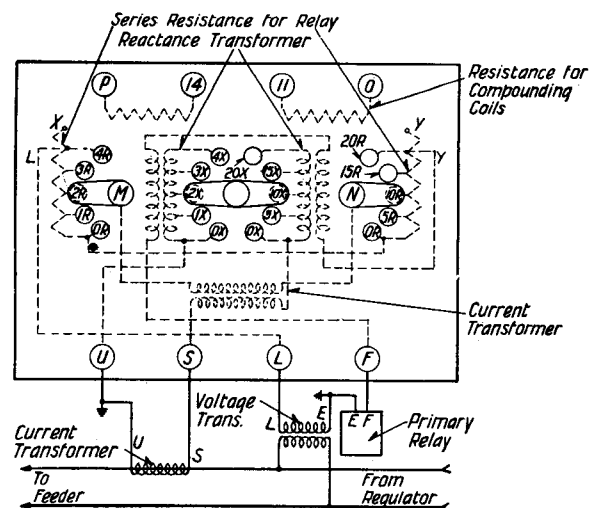 Series Resistance for Relay
Reactance Transformer
P
14
11
0
Resistance for
Compounding
Coils
X
Y
L
4R
4X
20X
20R
Y
3R
3X
15X
15R
2R
M
2X
10X
N
10R
1R
1X
9X
5R
0R
0X
0X
0R
Current
Transformer
U
S
L
F
Voltage
Trans.
L
E
E F
Primary
Relay
Current
Transformer
U
S
To
Feeder
From
Regulator